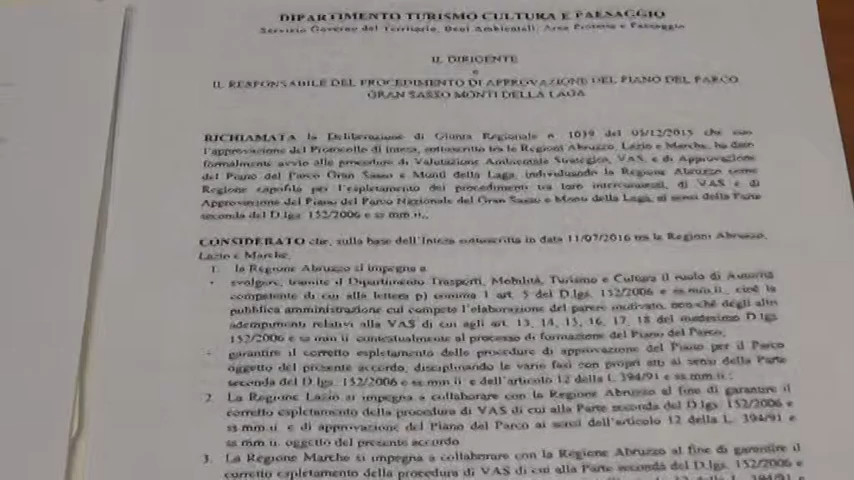 DIPARTIMENTO TURISMO CULTURA E PAESAGGIO
Servizio Governo del Territorio, Beni Ambientali, Aree Protette e Paesaggio
IL DIRIGENTE
e
IL RESPONSABILE DEL PROCEDIMENTO DI APPROVAZIONE DEL PIANO DEL PARCO
GRAN SASSO MONTI DELLA LAGA
RICHIAMATA la Deliberazione di Giunta Regionale n. 1039 del 03/12/2015 che con
l'approvazione del Protocollo di Intesa, sottoscritto tra le Regioni Abruzzo, Lazio e Marche, ha dato
formalmente avvio alle procedure di Valutazione Ambientale Strategica, VAS, e di Approvazione
del Piano del Parco Gran Sasso e Monti della Laga, individuando la Regione Abruzzo come
Regione capofila per l'espletamento dei procedimenti tra loro interconnessi, di VAS e di
Approvazione del Piano del Parco Nazionale del Gran Sasso e Monti della Laga, ai sensi della Parte
seconda del D.lgs. 152/2006 e ss.mm.ii.,
CONSIDERATO che, sulla base dell'Intesa sottoscritta in data 11/07/2016 tra le Regioni Abruzzo,
Lazio e Marche,
1. la Regione Abruzzo si impegna a
- svolgere, tramite il Dipartimento Trasporti, Mobilità, Turismo e Cultura il ruolo di Autorità
competente di cui alla lettera p) comma 1 art. 5 del D.lgs. 152/2006 e ss.mm.ii., cioè la
pubblica amministrazione cui compete l'elaborazione del parere motivato, non-chè degli altri
adempimenti relativi alla VAS di cui agli art. 13, 14, 15, 16, 17, 18 del medesimo D.lgs
152/2006 e ss.mm.ii contestualmente al processo di formazione del Piano del Parco;
- garantire il corretto espletamento delle procedure di approvazione del Piano per il Parco
oggetto del presente accordo, disciplinando le varie fasi con propri atti ai sensi della Parte
seconda del D.lgs. 152/2006 e ss.mm.ii. e dell'articolo 12 della L. 394/91 e ss.mm.ii.;
2. La Regione Lazio si impegna a collaborare con la Regione Abruzzo al fine di garantire il
corretto espletamento della procedura di VAS di cui alla Parte seconda del D.lgs. 152/2006 e
ss.mm.ii. e di approvazione del Piano del Parco ai sensi dell'articolo 12 della L. 394/91 e
ss.mm.ii. oggetto del presente accordo
3. La Regione Marche si impegna a collaborare con la Regione Abruzzo al fine di garantire il
corretto espletamento della procedura di VAS di cui alla Parte seconda del D.lgs. 152/2006 e